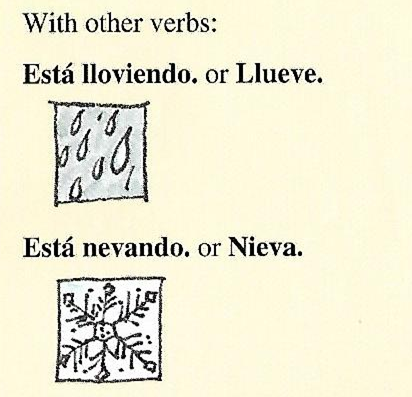 With other verbs:
Está lloviendo. or Llueve.
Está nevando. or Nieva.